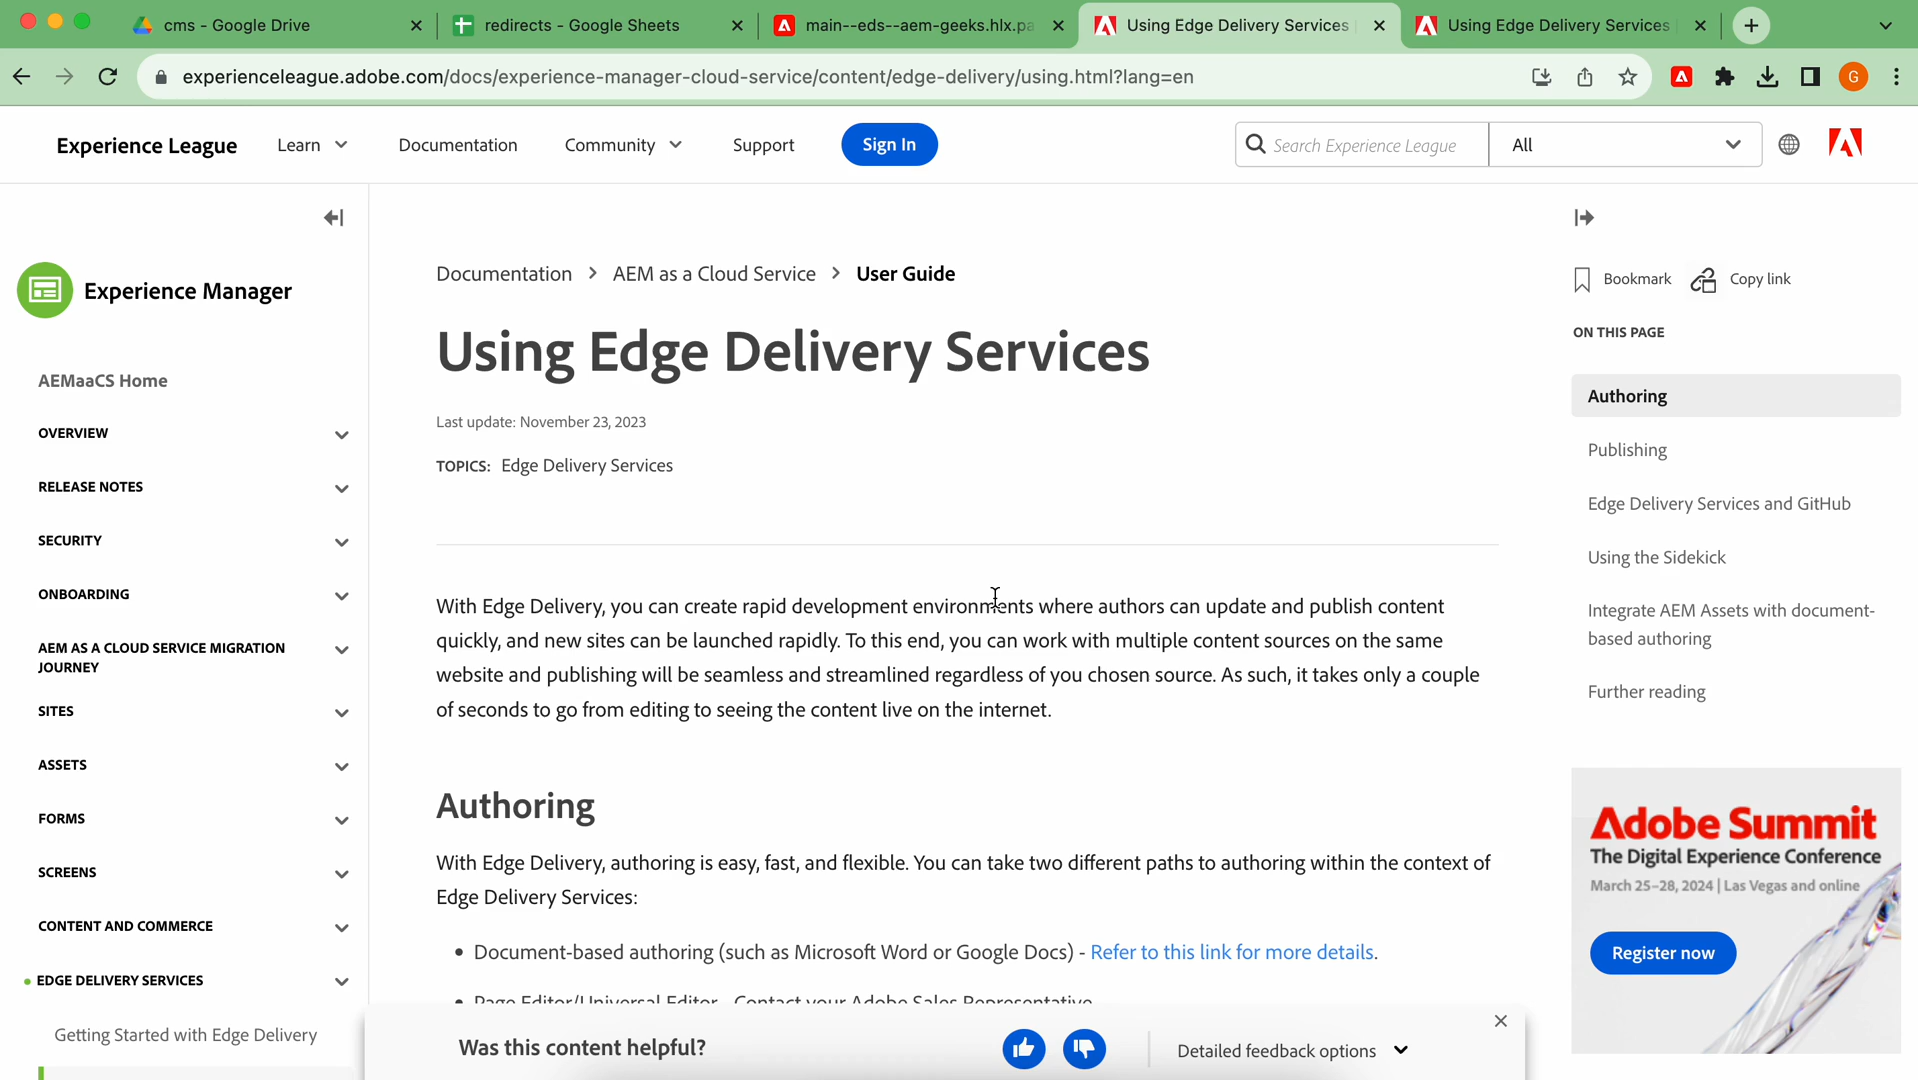 cms - Google Drive
redirects - Google Sheets
main--eds--aem-geeks.hlx.pa
Using Edge Delivery Services
Using Edge Delivery Services
experienceleague.adobe.com/docs/experience-manager-cloud-service/content/edge-delivery/using.html?lang=en
G
Experience League
Learn
Documentation
Community
Support
Sign In
Search Experience League
All
Experience Manager
AEMaaCS Home
OVERVIEW
RELEASE NOTES
SECURITY
ONBOARDING
AEM AS A CLOUD SERVICE MIGRATION
JOURNEY
SITES
ASSETS
FORMS
SCREENS
CONTENT AND COMMERCE
EDGE DELIVERY SERVICES
Getting Started with Edge Delivery
Documentation > AEM as a Cloud Service > User Guide
Using Edge Delivery Services
Last update: November 23, 2023
TOPICS: Edge Delivery Services
With Edge Delivery, you can create rapid development environments where authors can update and publish content
quickly, and new sites can be launched rapidly. To this end, you can work with multiple content sources on the same
website and publishing will be seamless and streamlined regardless of you chosen source. As such, it takes only a couple
of seconds to go from editing to seeing the content live on the internet.
Authoring
With Edge Delivery, authoring is easy, fast, and flexible. You can take two different paths to authoring within the context of
Edge Delivery Services:
• Document-based authoring (such as Microsoft Word or Google Docs) - Refer to this link for more details.
• Page Editor/Universal Editor - Contact your Adobe Sales Representative
Was this content helpful?
Detailed feedback options
Bookmark
Copy link
ON THIS PAGE
Authoring
Publishing
Edge Delivery Services and GitHub
Using the Sidekick
Integrate AEM Assets with document-
based authoring
Further reading
Adobe Summit
The Digital Experience Conference
March 25–28, 2024 | Las Vegas and online
Register now